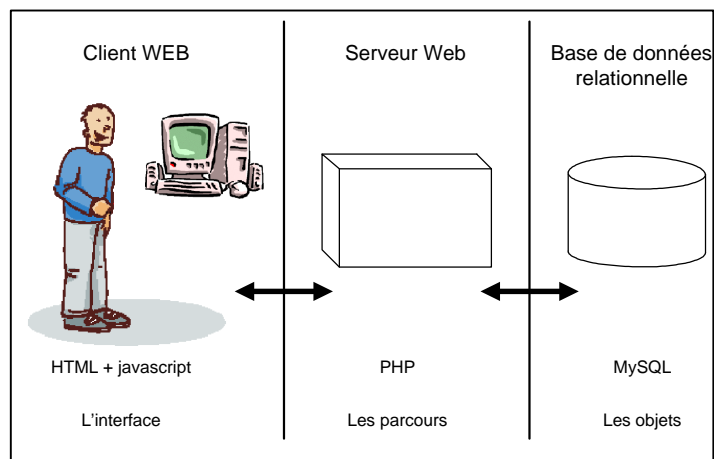 Client WEB
Serveur Web
Base de données
relationnelle
HTML + javascript
PHP
MySQL
L'interface
Les parcours
Les objets